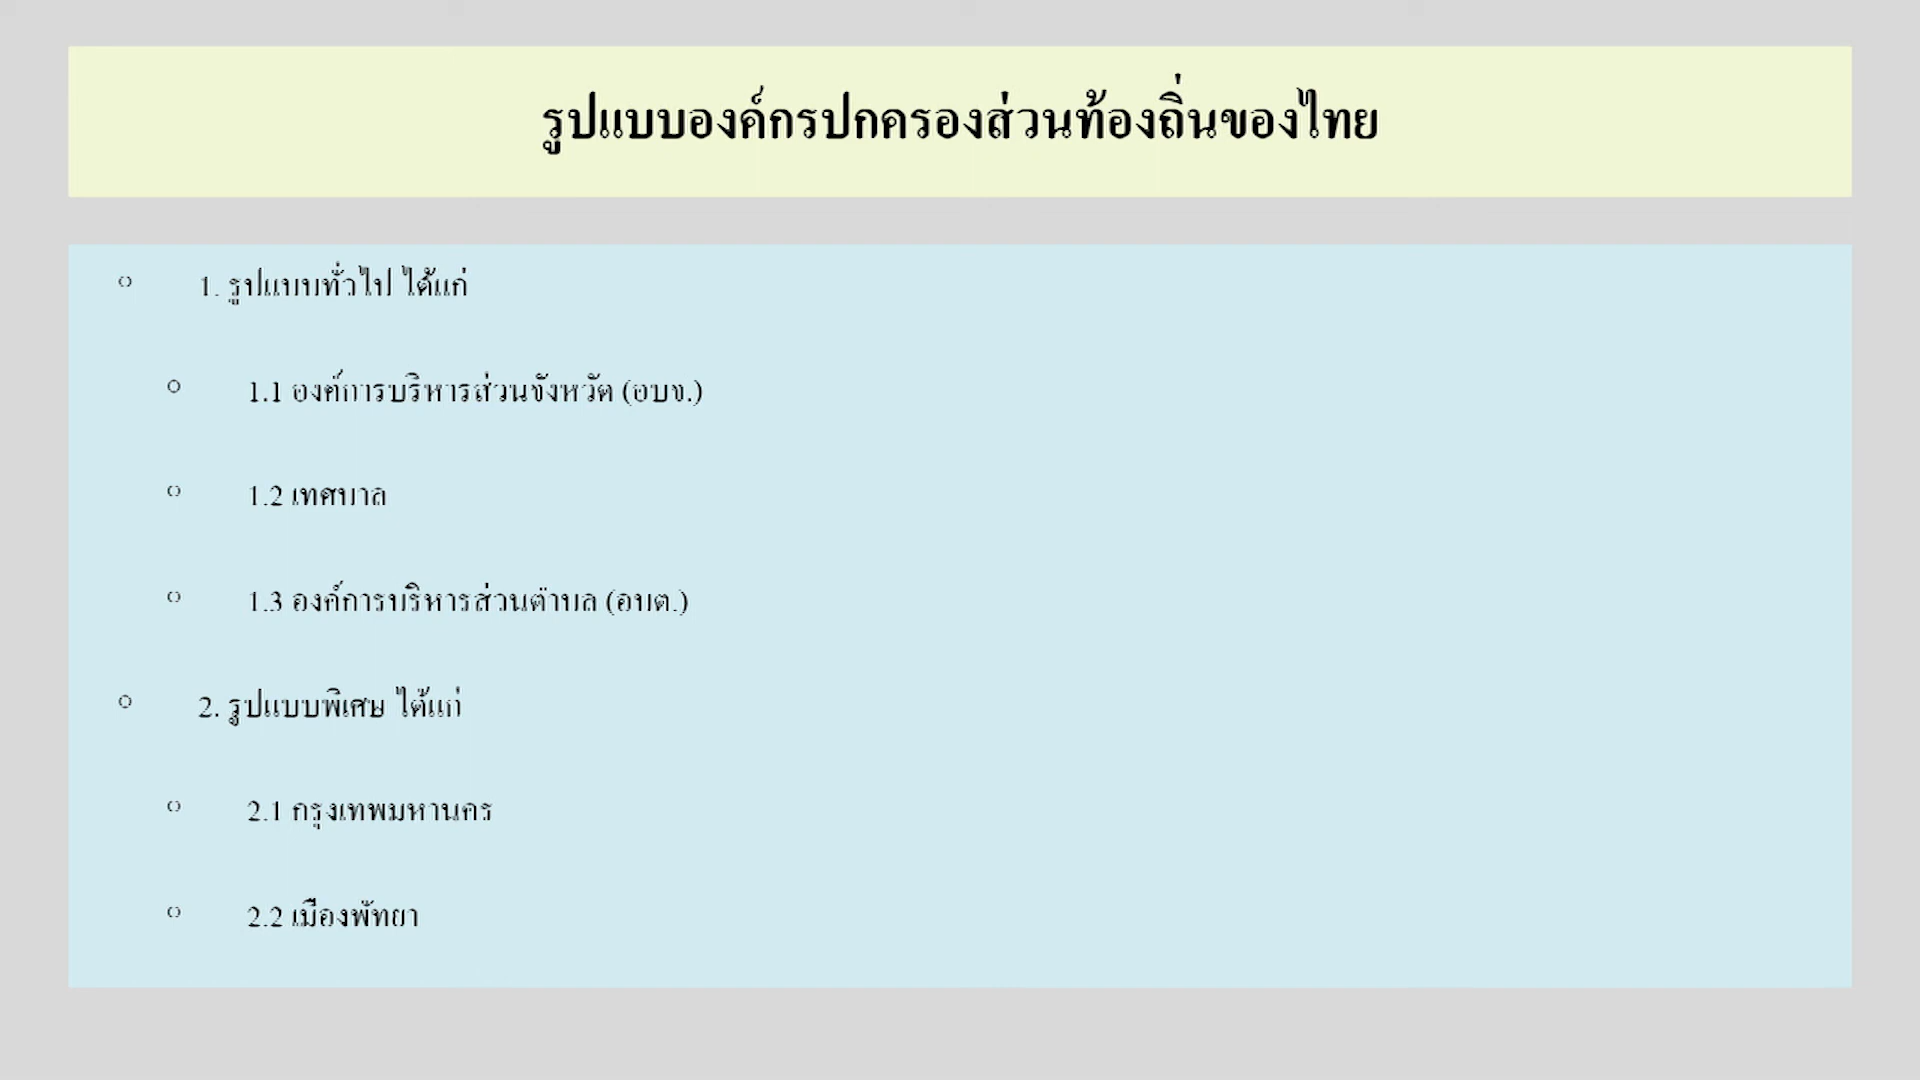 รูปแบบองค์กรปกครองส่วนท้องถิ่นของไทย
1. รูปแบบทั่วไป ได้แก่
1.1 องค์การบริหารส่วนจังหวัด (อบจ.)
1.2 เทศบาล
1.3 องค์การบริหารส่วนตำบล (อบต.)
2. รูปแบบพิเศษ ได้แก่
2.1 กรุงเทพมหานคร
2.2 เมืองพัทยา